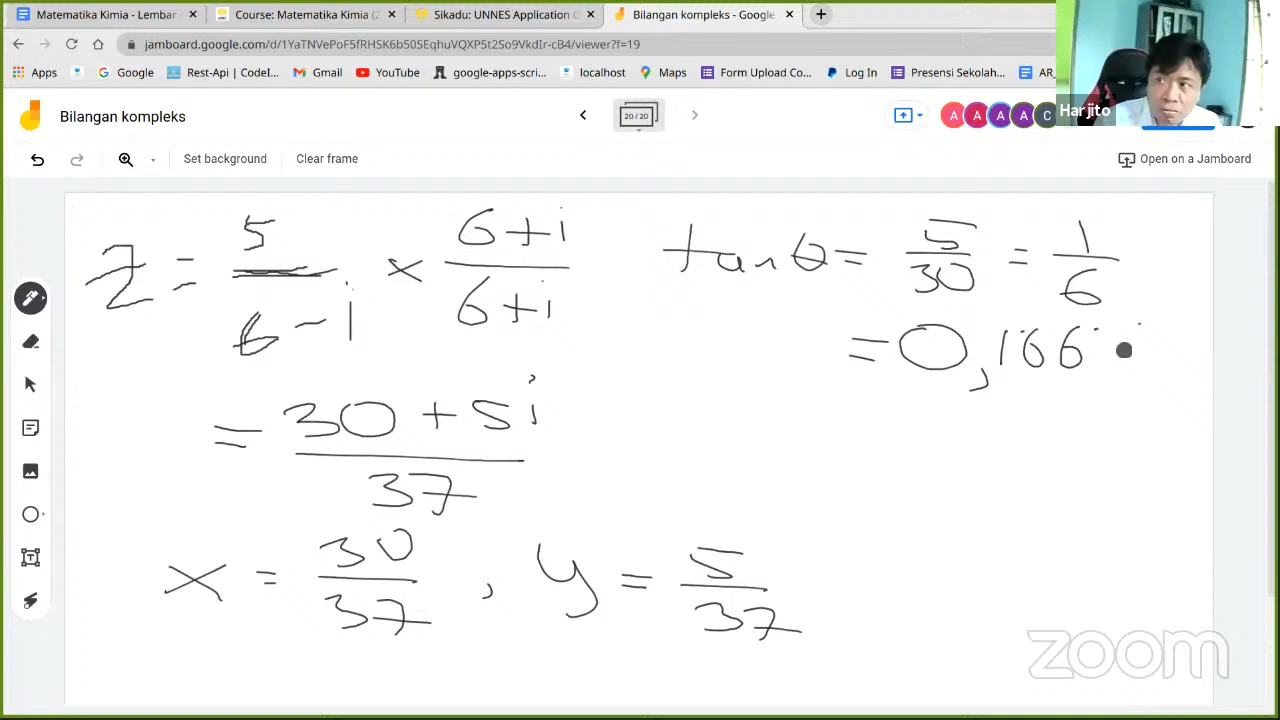 Matematika Kimia - Lembar × Course: Matematika Kimia (2 × Sikadu: UNNES Application C × Bilangan kompleks - Google × +
jamboard.google.com/d/1YaTNVePoF5fRHSK6b50SEqhuVQXP5t2So9VkdIr-cB4/viewer?f=19
Apps Google Rest-Api | CodeI... Gmail YouTube google-apps-scri... localhost Maps Form Upload Co... Log In Presensi Sekolah... AR_
Harjito
Bilangan kompleks
20 / 20
A A A A C
Set background Clear frame Open on a Jamboard
z = 5/(6 - i) × (6 + i)/(6 + i)
tan θ = 5/30 = 1/6
= 0,166
= (30 + 5i)/37
x = 30/37 , y = 5/37
zoom